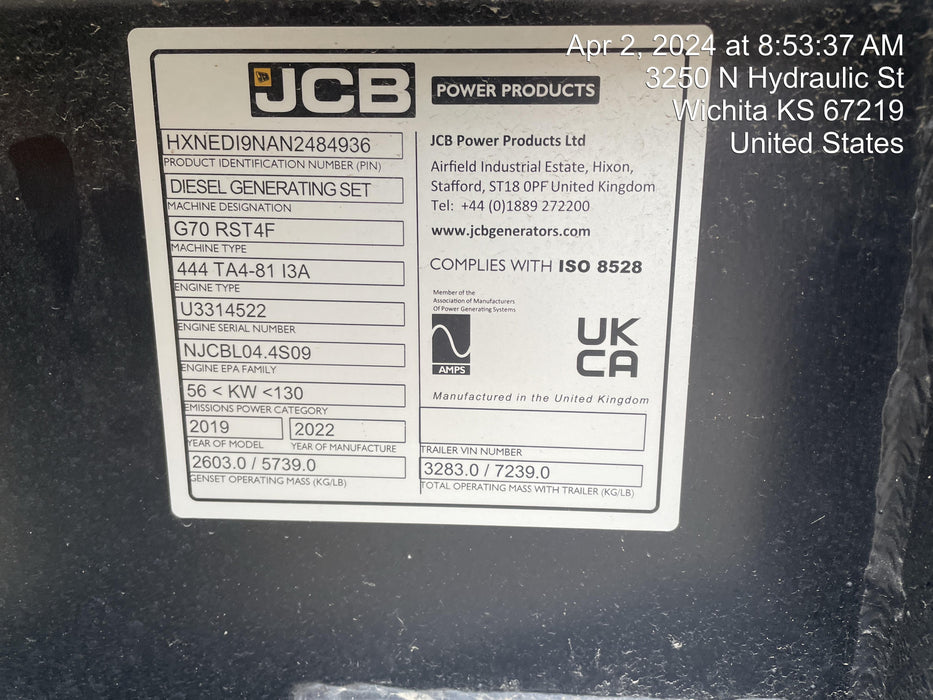 Apr 2, 2024 at 8:53:37 AM
3250 N Hydraulic St
Wichita KS 67219
United States
JCB POWER PRODUCTS
HXNEDI9NAN2484936
PRODUCT IDENTIFICATION NUMBER (PIN)
DIESEL GENERATING SET
MACHINE DESIGNATION
G70 RST4F
MACHINE TYPE
444 TA4-81 I3A
ENGINE TYPE
U3314522
ENGINE SERIAL NUMBER
NJCBL04.4S09
ENGINE EPA FAMILY
56 < KW <130
EMISSIONS POWER CATEGORY
2019 2022
YEAR OF MODEL YEAR OF MANUFACTURE
2603.0 / 5739.0
GENSET OPERATING MASS (KG/LB)
JCB Power Products Ltd
Airfield Industrial Estate, Hixon,
Stafford, ST18 0PF United Kingdom
Tel: +44 (0)1889 272200
www.jcbgenerators.com
COMPLIES WITH ISO 8528
Member of the
Association of Manufacturers
Of Power Generating Systems
AMPS
UK
CA
Manufactured in the United Kingdom
TRAILER VIN NUMBER
3283.0 / 7239.0
TOTAL OPERATING MASS WITH TRAILER (KG/LB)